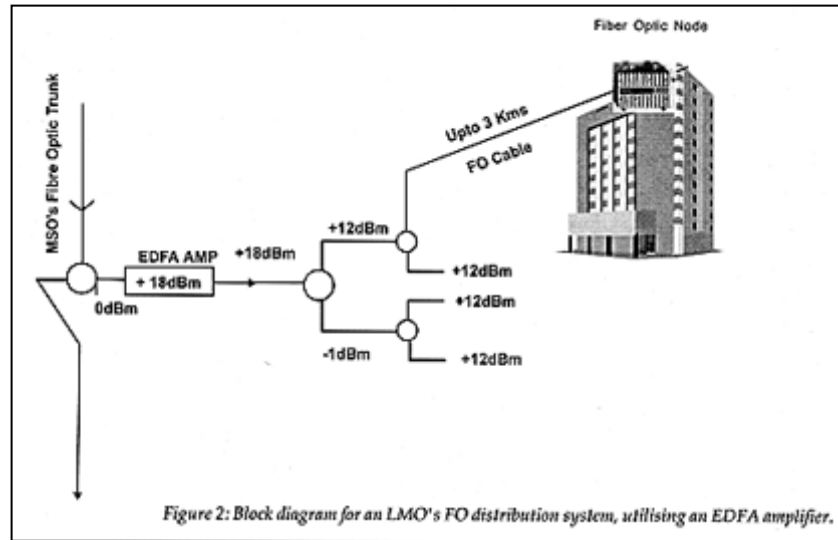 Fiber Optic Node
MSO's Fibre Optic Trunk
Upto 3 Kms
FO Cable
EDFA AMP
+ 18dBm
0dBm
+18dBm
+12dBm
+12dBm
+12dBm
-1dBm
+12dBm
Figure 2: Block diagram for an LMO's FO distribution system, utilising an EDFA amplifier.